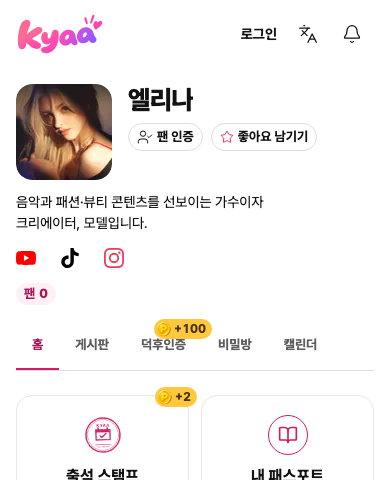 kyaa
로그인
엘리나
팬 인증
좋아요 남기기
음악과 패션·뷰티 콘텐츠를 선보이는 가수이자
크리에이터, 모델입니다.
팬 0
+100
홈
게시판
덕후인증
비밀방
캘린더
+2
출석 스탬프
내 패스포트